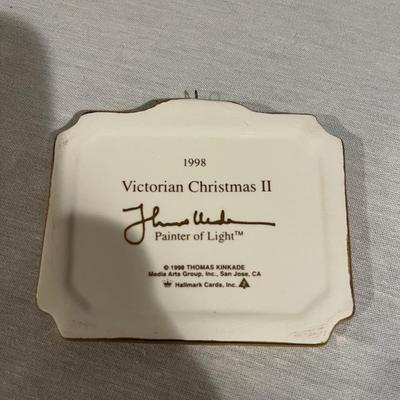 1998
Victorian Christmas II
Painter of Light™
© 1998 THOMAS KINKADE
Media Arts Group, Inc., San Jose, CA
Hallmark Cards, Inc.